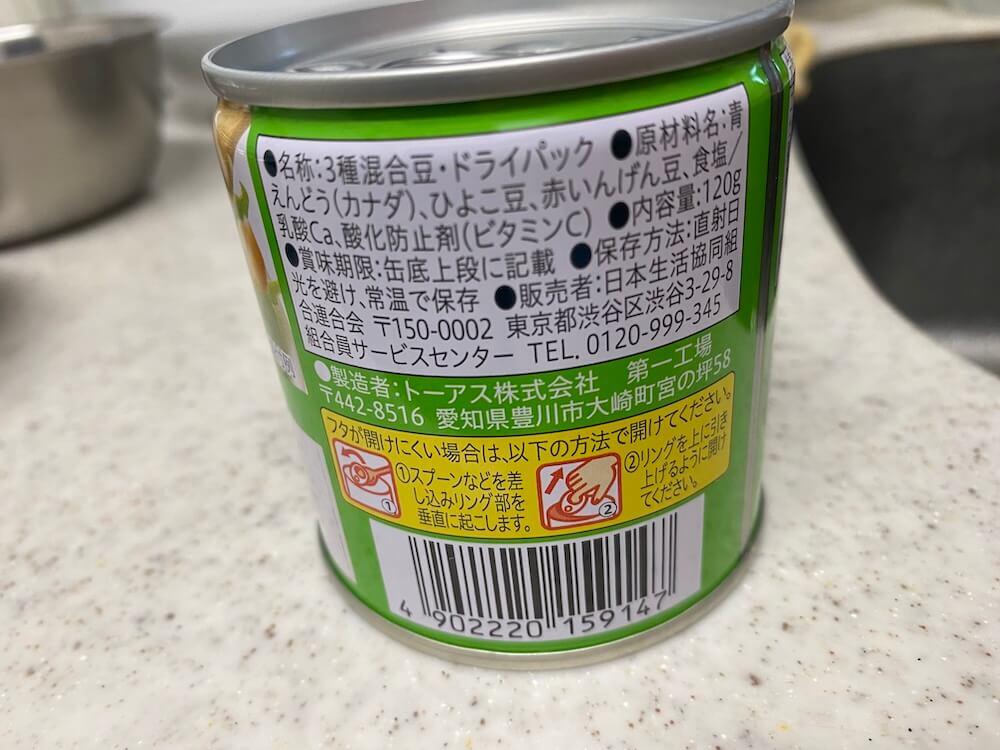 ●名称:3種混合豆・ドライパック ●原材料名:青
えんどう(カナダ)、ひよこ豆、赤いんげん豆、食塩/
乳酸Ca、酸化防止剤(ビタミンC) ●内容量:120g
●賞味期限:缶底上段に記載 ●保存方法:直射日
光を避け、常温で保存 ●販売者:日本生活協同組
合連合会 〒150-0002 東京都渋谷区渋谷3-29-8
組合員サービスセンター TEL. 0120-999-345
●製造者:トーアス株式会社 第一工場
〒442-8516 愛知県豊川市大崎町宮の坪58
フタが開けにくい場合は、以下の方法で開けてください。
①スプーンなどを差
し込みリング部を
垂直に起こします。
①
②リングを上に引き
上げるように開け
てください。
②
4 902220 159147